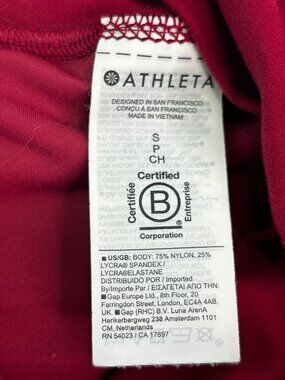 ATHLETA
DESIGNED IN SAN FRANCISCO
CONÇU À SAN FRANCISCO
MADE IN VIETNAM
S
P
CH
Certified
Certifiée
B
Entreprise
Corporation
■ US/GB: BODY: 75% NYLON, 25%
LYCRA® SPANDEX /
LYCRA®ELASTANE
DISTRIBUIDO POR / Imported
By/Importe Par / ΕΙΣΑΓΕΤΑΙ ΑΠΟ ΤΗΝ:
■ Gap Europe Ltd., 8th Floor, 20
Farringdon Street, London, EC4A 4AB,
UK. ■ Gap (RHC) B.V. Luna ArenA
Herikerbergweg 238 Amsterdam 1101
CM, Netherlands
RN 54023 / CA 17897